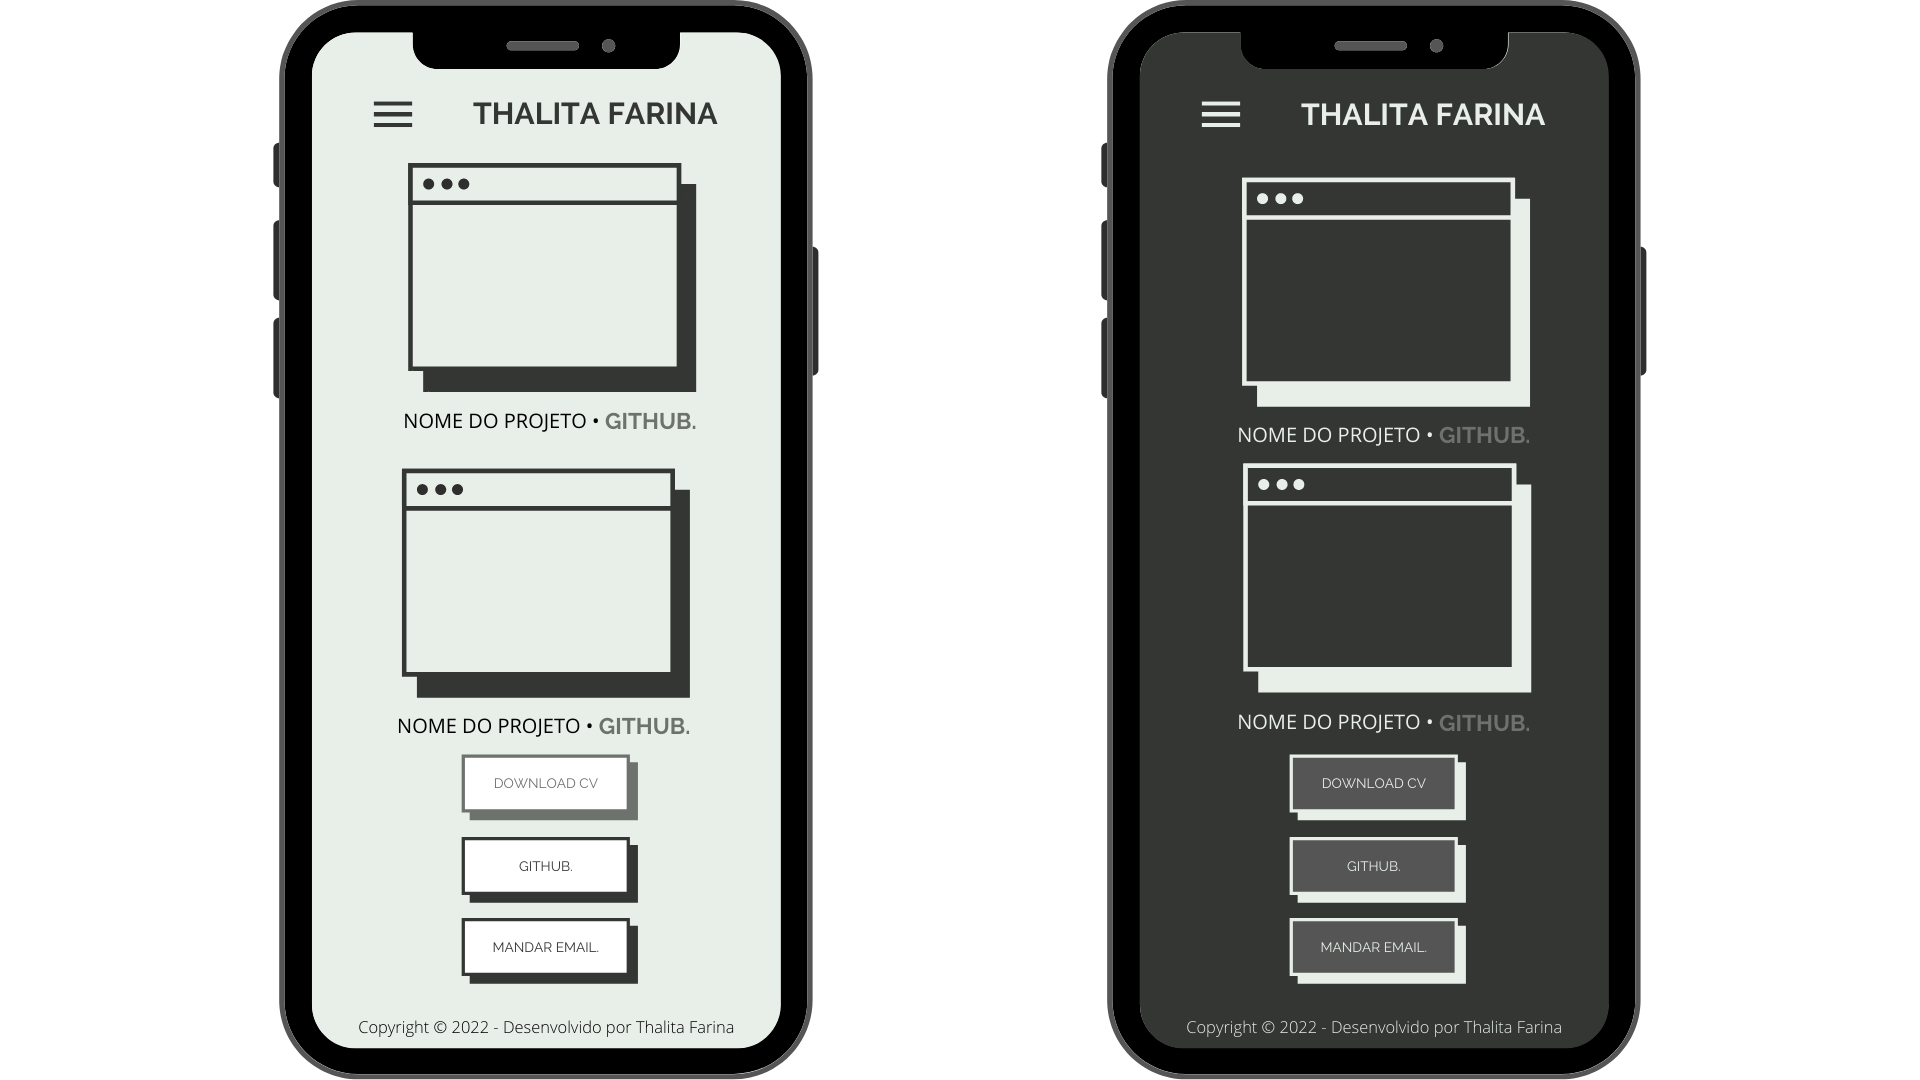 THALITA FARINA
NOME DO PROJETO • GITHUB.
NOME DO PROJETO • GITHUB.
DOWNLOAD CV
GITHUB.
MANDAR EMAIL.
Copyright © 2022 - Desenvolvido por Thalita Farina
THALITA FARINA
NOME DO PROJETO • GITHUB.
NOME DO PROJETO • GITHUB.
DOWNLOAD CV
GITHUB.
MANDAR EMAIL.
Copyright © 2022 - Desenvolvido por Thalita Farina